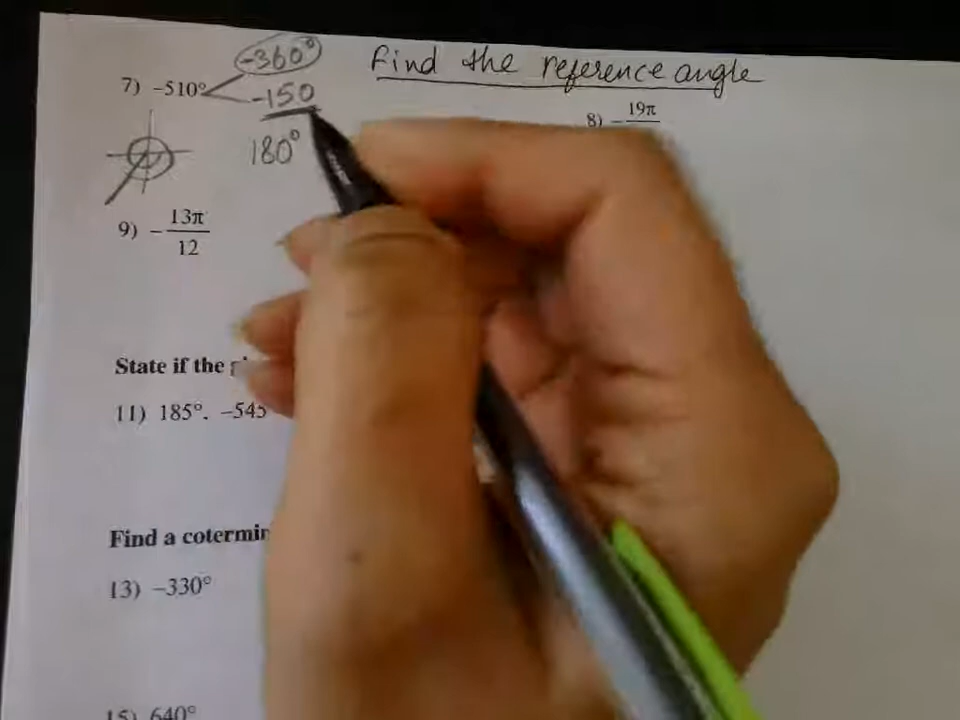 -360°
Find the reference angle
7) -510°
-150
8) - 19π
180°
9) - 13π
12
State if the
11) 185°, -545
Find a
13) -330°
15) 640°